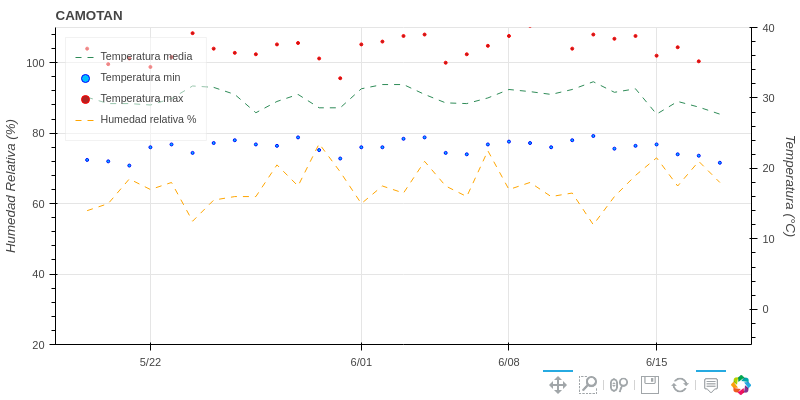 CAMOTAN
Temperatura media
Temperatura min
Temperatura max
Humedad relativa %
Humedad Relativa (%)
100
80
60
40
20
40
30
20
10
0
Temperatura (°C)
5/22
6/01
6/08
6/15